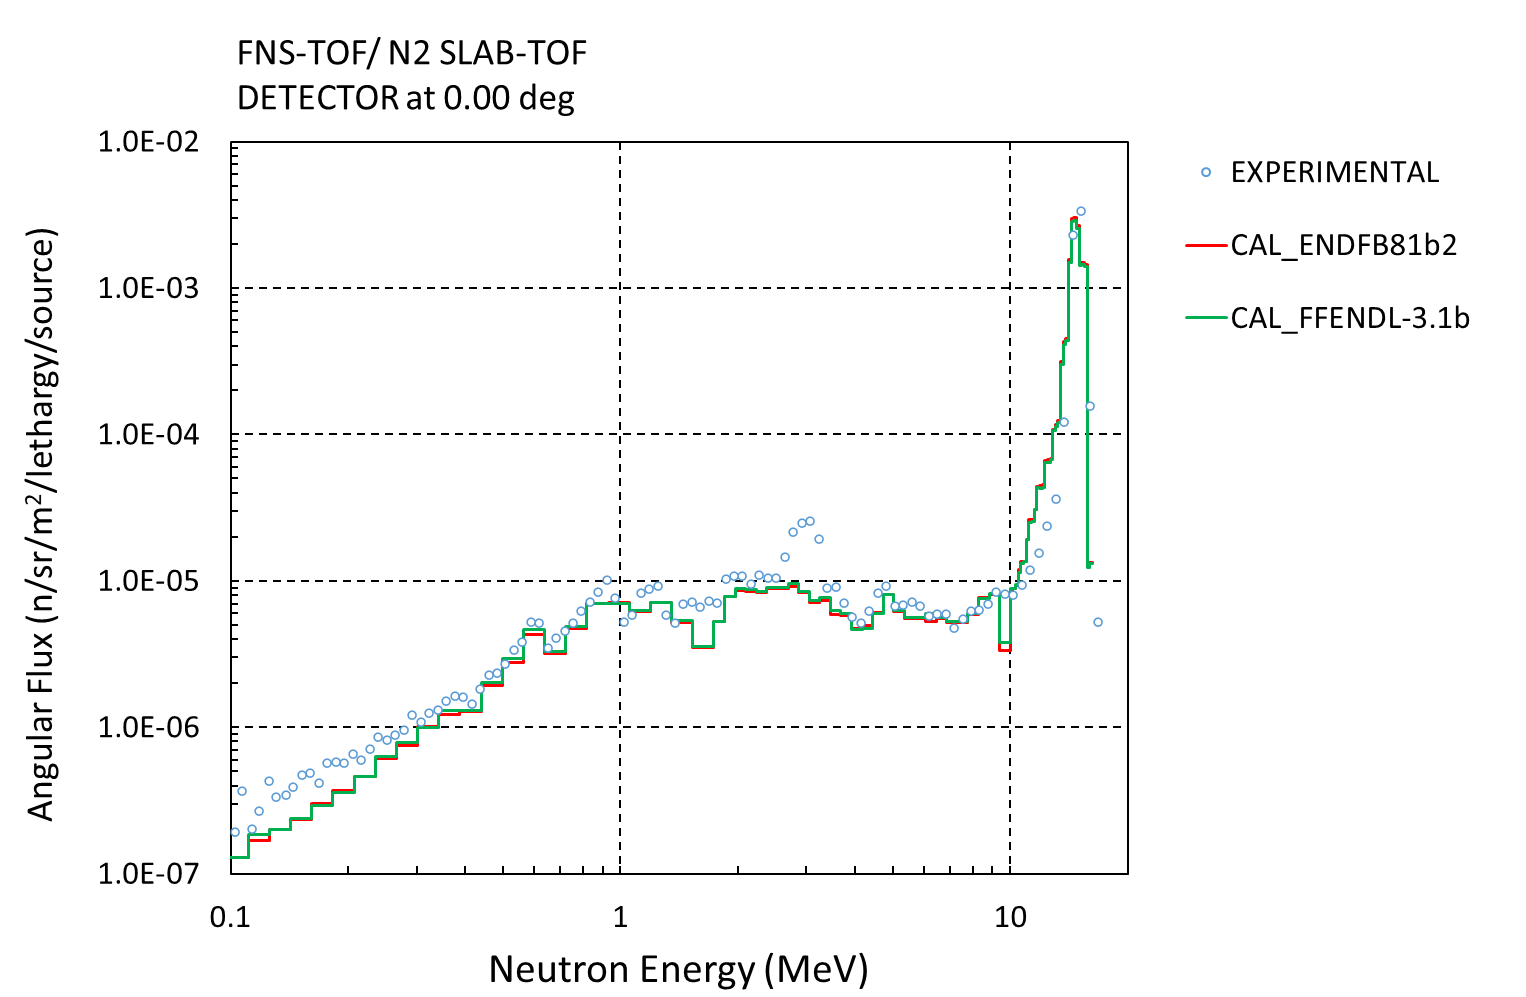 FNS-TOF/ N2 SLAB-TOF
DETECTOR at 0.00 deg
1.0E-02
1.0E-03
1.0E-04
1.0E-05
1.0E-06
1.0E-07
0.1
1
10
Neutron Energy (MeV)
Angular Flux (n/sr/m²/lethargy/source)
EXPERIMENTAL
CAL_ENDFB81b2
CAL_FFENDL-3.1b